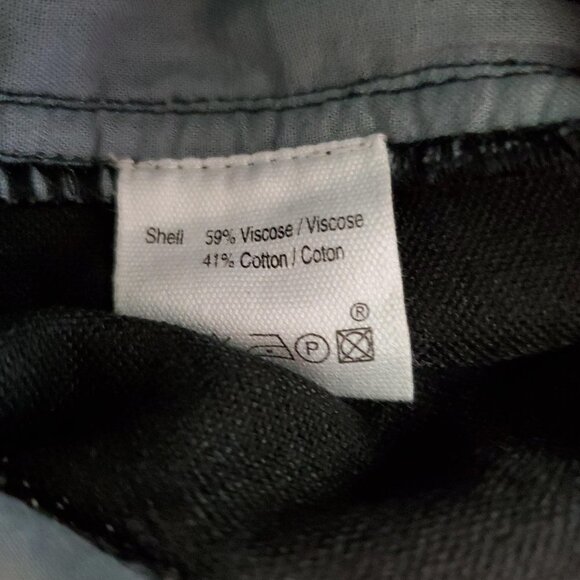 Shell 59% Viscose / Viscose
41% Cotton / Coton
®
P